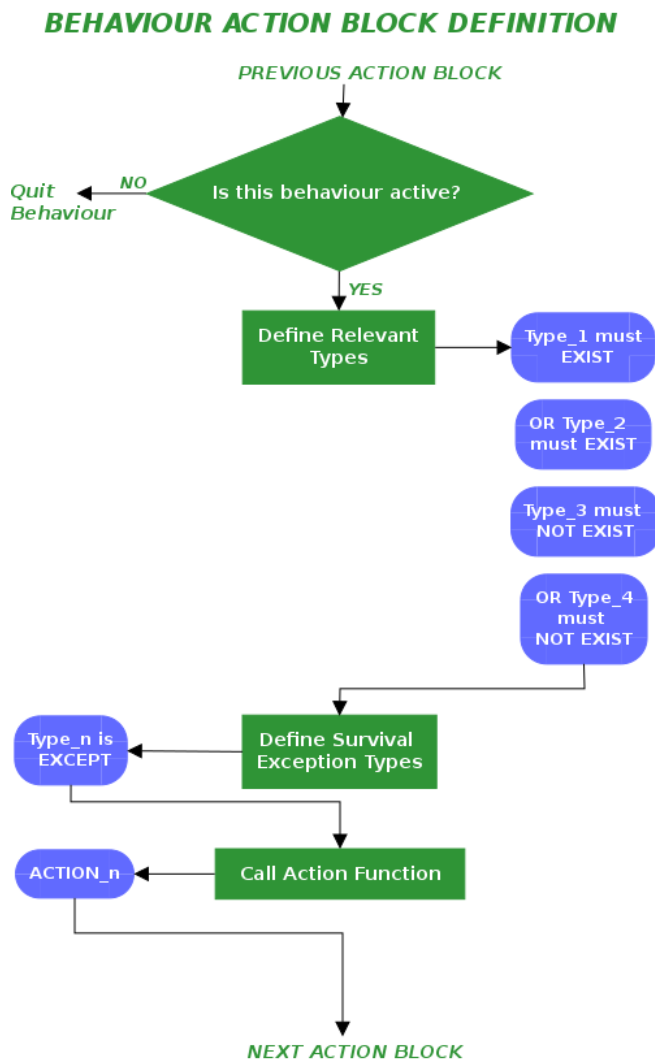 BEHAVIOUR ACTION BLOCK DEFINITION
PREVIOUS ACTION BLOCK
Is this behaviour active?
NO
Quit
Behaviour
YES
Define Relevant
Types
Type_1 must
EXIST
OR Type_2
must EXIST
Type_3 must
NOT EXIST
OR Type_4
must
NOT EXIST
Define Survival
Exception Types
Type_n is
EXCEPT
Call Action Function
ACTION_n
NEXT ACTION BLOCK